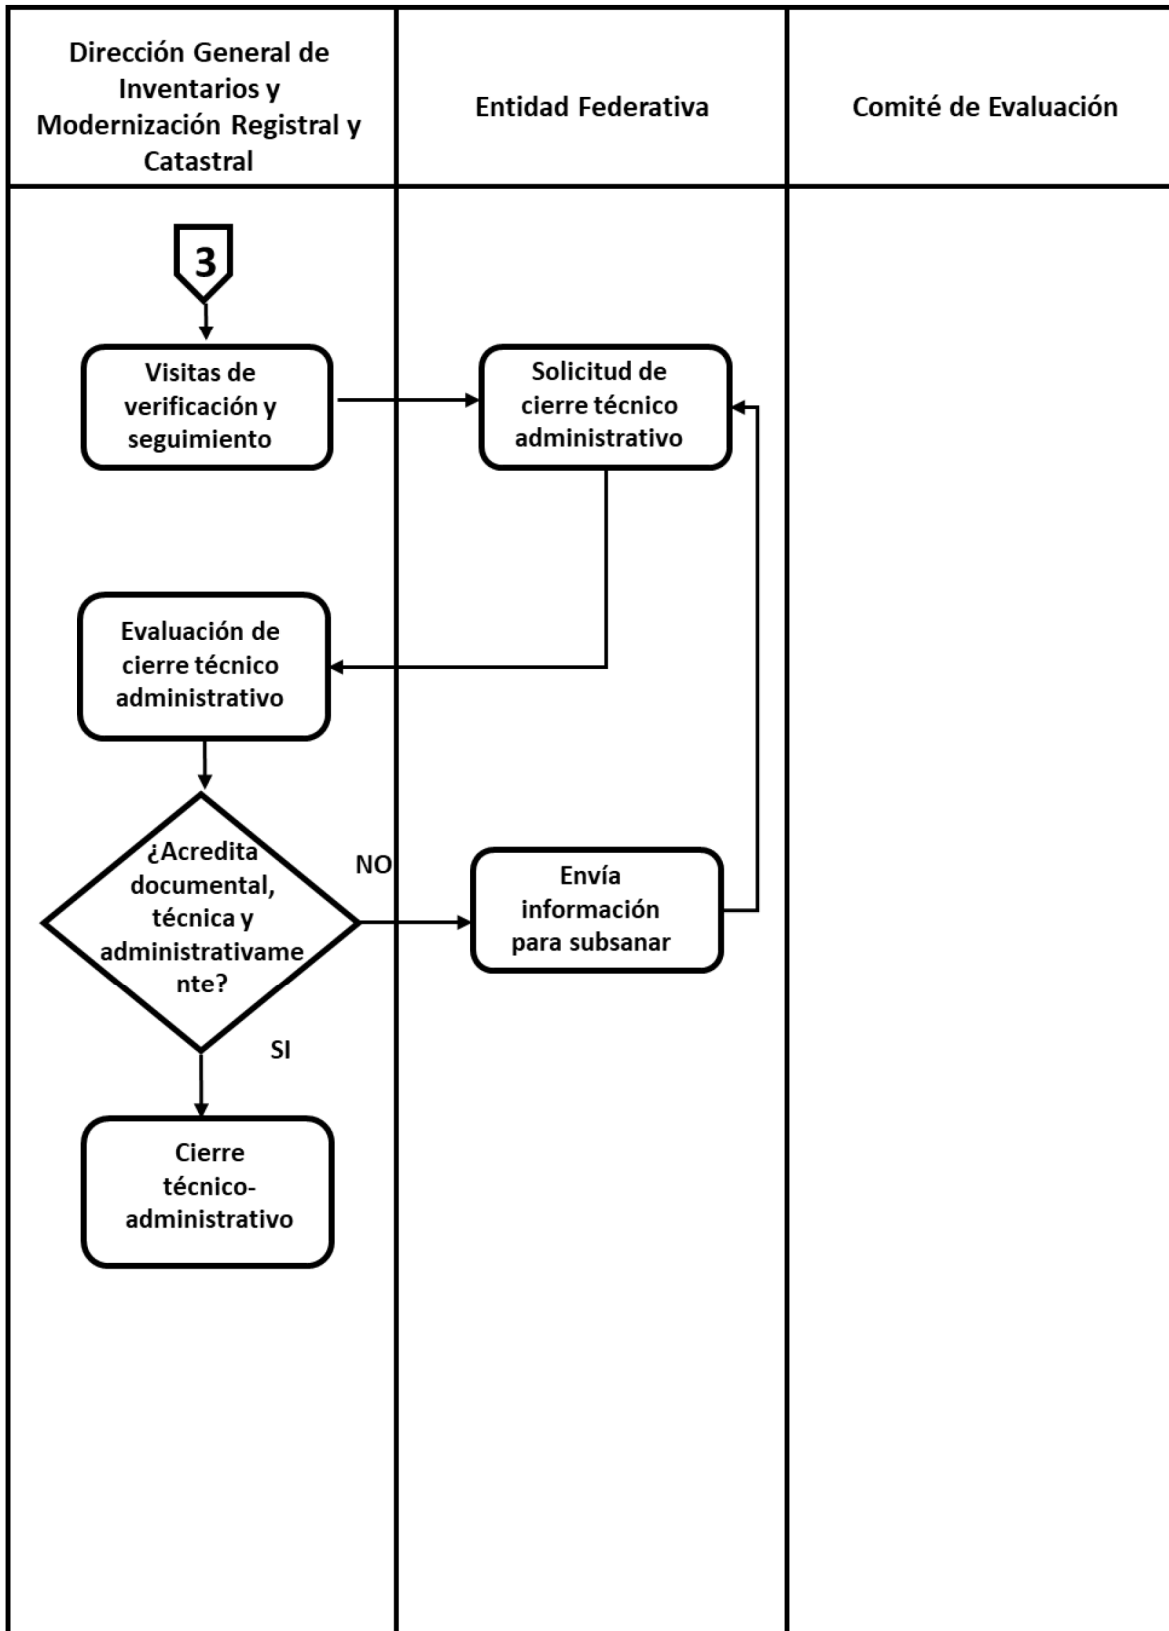 Dirección General de
Inventarios y
Modernización Registral y
Catastral
Entidad Federativa
Comité de Evaluación
3
Visitas de
verificación y
seguimiento
Solicitud de
cierre técnico
administrativo
Evaluación de
cierre técnico
administrativo
¿Acredita
documental,
técnica y
administrativame
nte?
NO
Envía
información
para subsanar
SI
Cierre
técnico-
administrativo